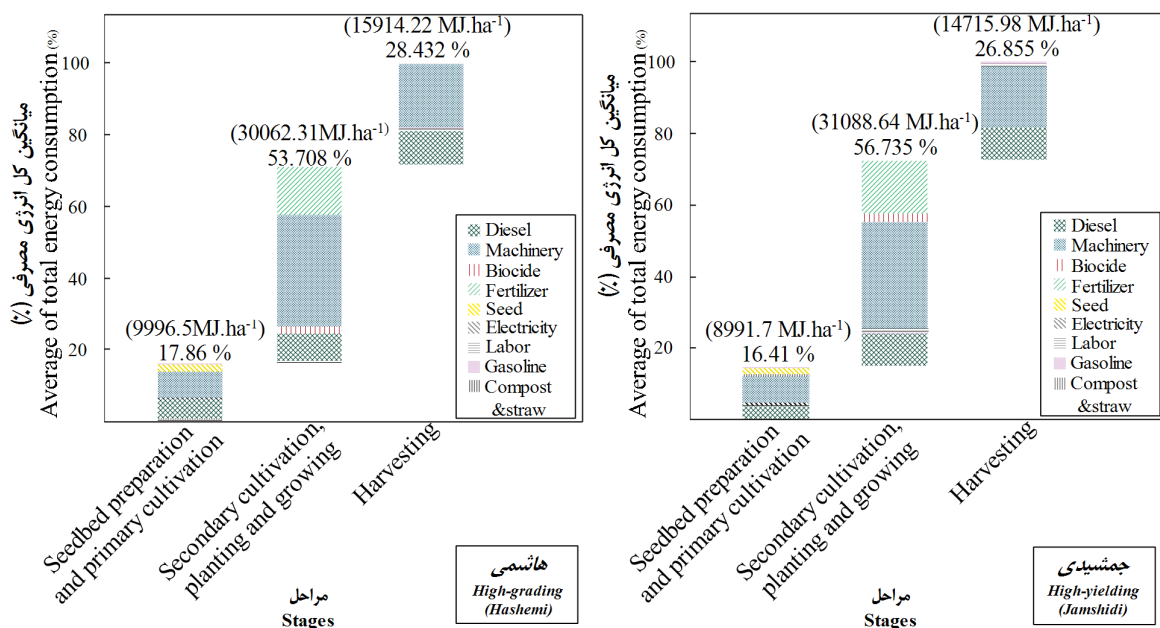 (15914.22 MJ.ha-1)
28.432 %
(30062.31MJ.ha-1)
53.708 %
(9996.5MJ.ha-1)
17.86 %
میانگین کل انرژی مصرفی (%)
Average of total energy consumption (%)
100
80
60
40
20
Diesel
Machinery
Biocide
Fertilizer
Seed
Electricity
Labor
Gasoline
Compost
&straw
Seedbed preparation
and primary cultivation
Secondary cultivation,
planting and growing
Harvesting
مراحل
Stages
هاشمی
High-grading
(Hashemi)
(14715.98 MJ.ha-1)
26.855 %
(31088.64 MJ.ha-1)
56.735 %
(8991.7 MJ.ha-1)
16.41 %
میانگین کل انرژی مصرفی (%)
Average of total energy consumption (%)
100
80
60
40
20
Diesel
Machinery
Biocide
Fertilizer
Seed
Electricity
Labor
Gasoline
Compost
&straw
Seedbed preparation
and primary cultivation
Secondary cultivation,
planting and growing
Harvesting
مراحل
Stages
جمشیدی
High-yielding
(Jamshidi)